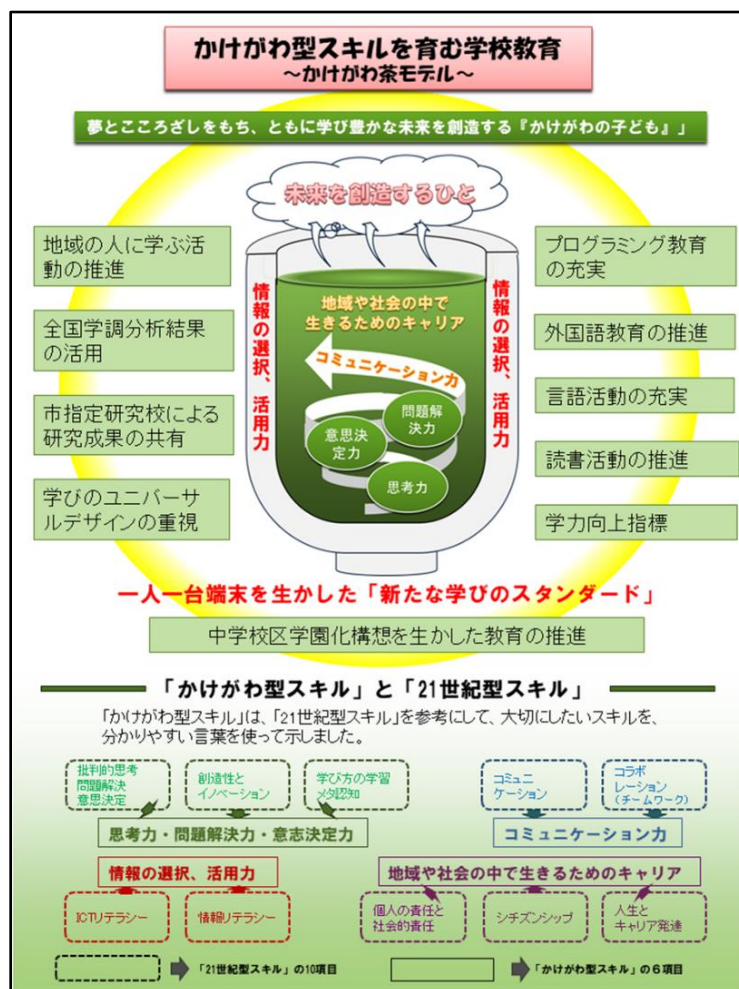 かけがわ型スキルを育む学校教育
～かけがわ茶モデル～
夢とこころざしをもち、ともに学び豊かな未来を創造する『かけがわの子ども』」
未来を創造するひと
地域の人に学ぶ活
動の推進
全国学調分析結果
の活用
市指定研究校による
研究成果の共有
学びのユニバーサ
ルデザインの重視
情報の選択、活用力
地域や社会の中で
生きるためのキャリア
コミュニケーション力
問題解
決力
意思決
定力
思考力
情報の選択、活用力
プログラミング教育
の充実
外国語教育の推進
言語活動の充実
読書活動の推進
学力向上指標
一人一台端末を生かした「新たな学びのスタンダード」
中学校区学園化構想を生かした教育の推進
「かけがわ型スキル」と「21世紀型スキル」
「かけがわ型スキル」は、「21世紀型スキル」を参考にして、大切にしたいスキルを、
分かりやすい言葉を使って示しました。
批判的思考
問題解決
意思決定
創造性と
イノベーション
学び方の学習
メタ認知
コミュニ
ケーション
コラボ
レーション
（チームワーク）
思考力・問題解決力・意志決定力
コミュニケーション力
情報の選択、活用力
地域や社会の中で生きるためのキャリア
ICTリテラシー
情報リテラシー
個人の責任と
社会的責任
シチズンシップ
人生と
キャリア発達
「21世紀型スキル」の10項目
「かけがわ型スキル」の６項目